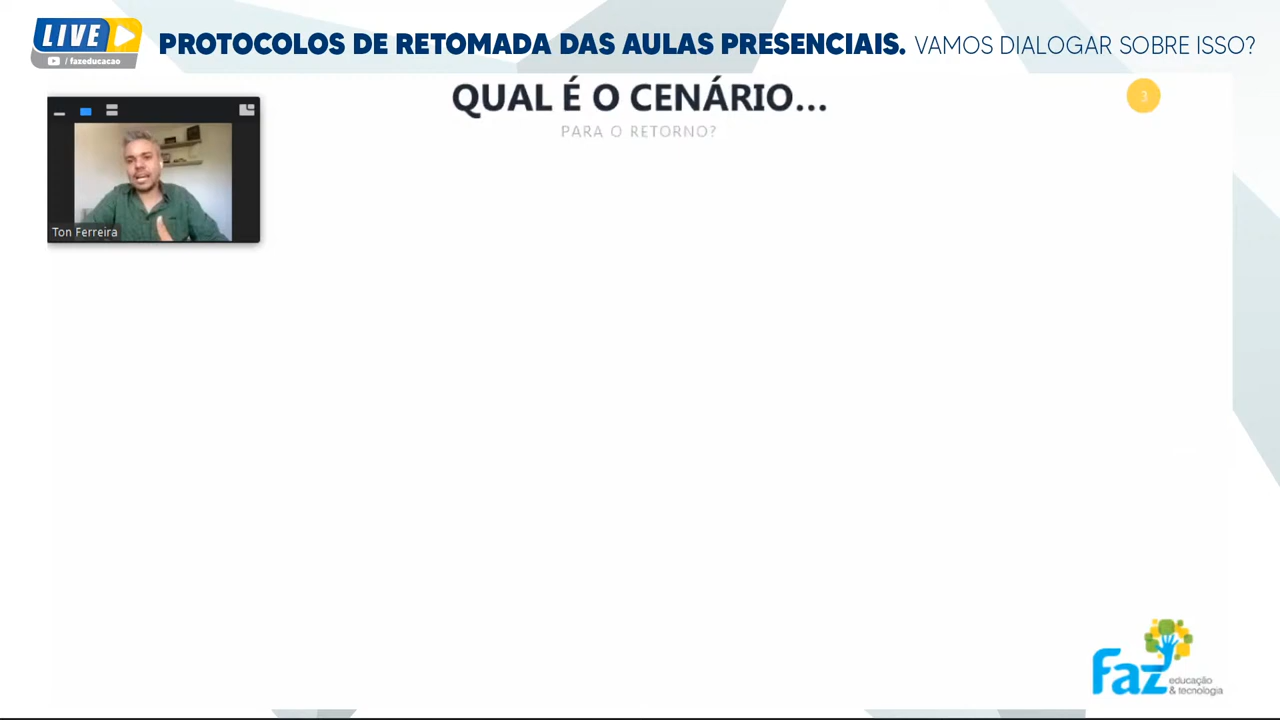 LIVE
/ fazeducacao
PROTOCOLOS DE RETOMADA DAS AULAS PRESENCIAIS. VAMOS DIALOGAR SOBRE ISSO?
QUAL É O CENÁRIO...
3
PARA O RETORNO?
Ton Ferreira
faz
educação
& tecnologia